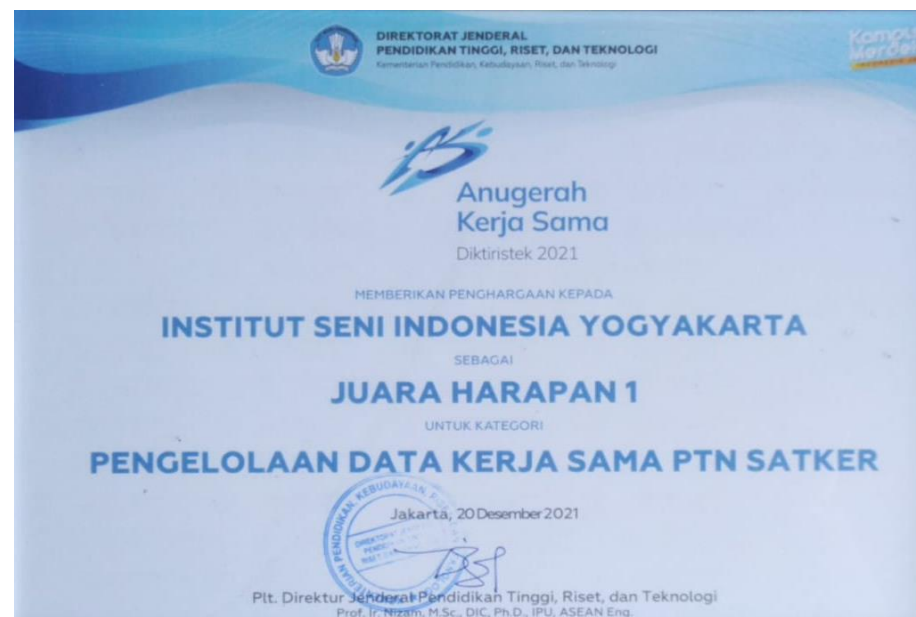 DIREKTORAT JENDERAL
PENDIDIKAN TINGGI, RISET, DAN TEKNOLOGI
Kementerian Pendidikan, Kebudayaan, Riset, dan Teknologi
Anugerah
Kerja Sama
Diktiristek 2021
MEMBERIKAN PENGHARGAAN KEPADA
INSTITUT SENI INDONESIA YOGYAKARTA
SEBAGAI
JUARA HARAPAN 1
UNTUK KATEGORI
PENGELOLAAN DATA KERJA SAMA PTN SATKER
Jakarta, 20 Desember 2021
Plt. Direktur Jenderal Pendidikan Tinggi, Riset, dan Teknologi
Prof. Ir. Nizam, M.Sc., DIC, Ph.D., IPU, ASEAN Eng.